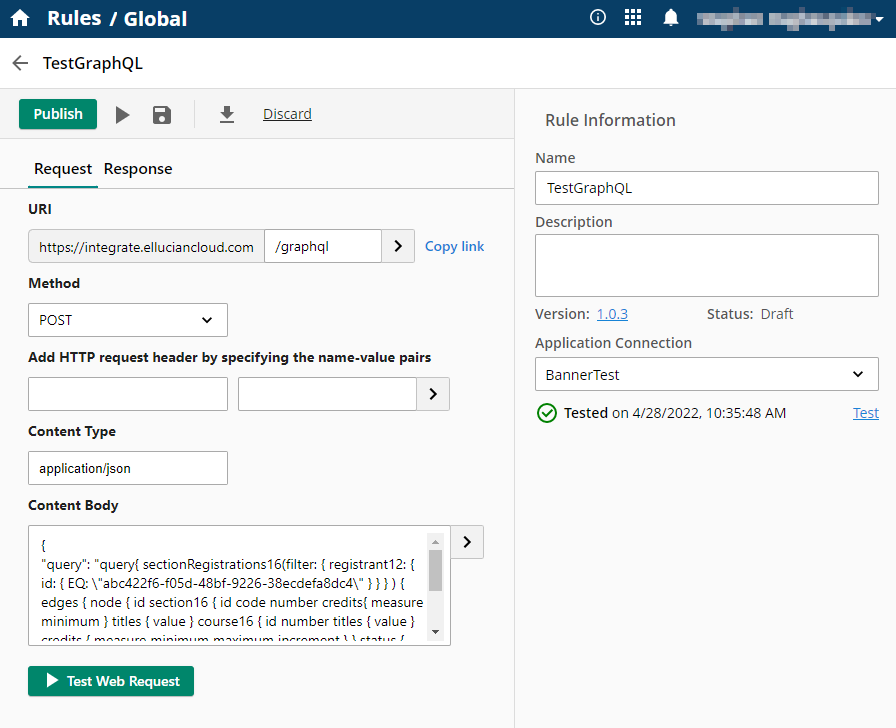 Rules / Global
TestGraphQL
Publish
Discard
Request
Response
URI
https://integrate.elluciancloud.com
/graphql
Copy link
Method
POST
Add HTTP request header by specifying the name-value pairs
Content Type
application/json
Content Body
{
"query": "query{ sectionRegistrations16(filter: { registrant12: {
id: { EQ: \"abc422f6-f05d-48bf-9226-38ecdefa8dc4\" } } } ) {
edges { node { id section16 { id code number credits{ measure
minimum } titles { value } course16 { id number titles { value }
credits { measure minimum maximum increment } } status {
Test Web Request
Rule Information
Name
TestGraphQL
Description
Version: 1.0.3
Status: Draft
Application Connection
BannerTest
Tested on 4/28/2022, 10:35:48 AM
Test